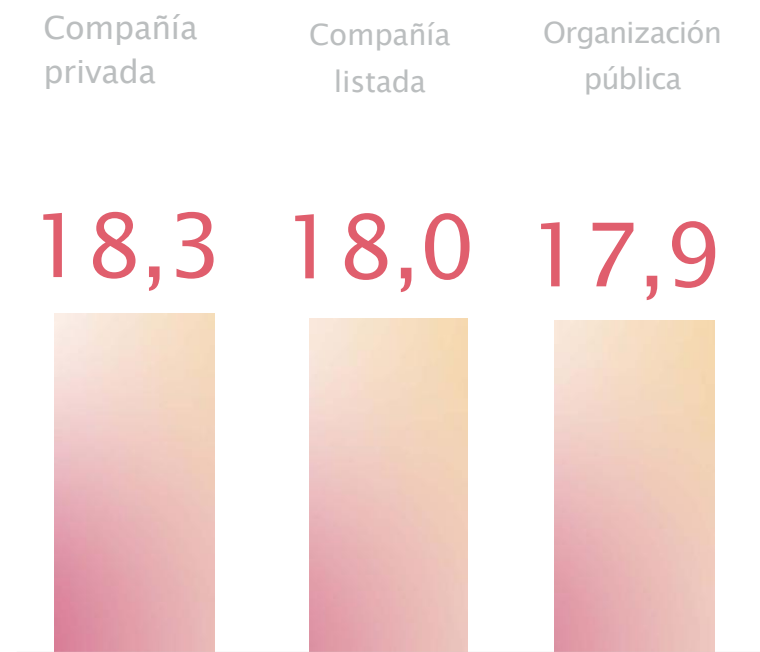 Compañía
privada
Compañía
listada
Organización
pública
18,3
18,0
17,9